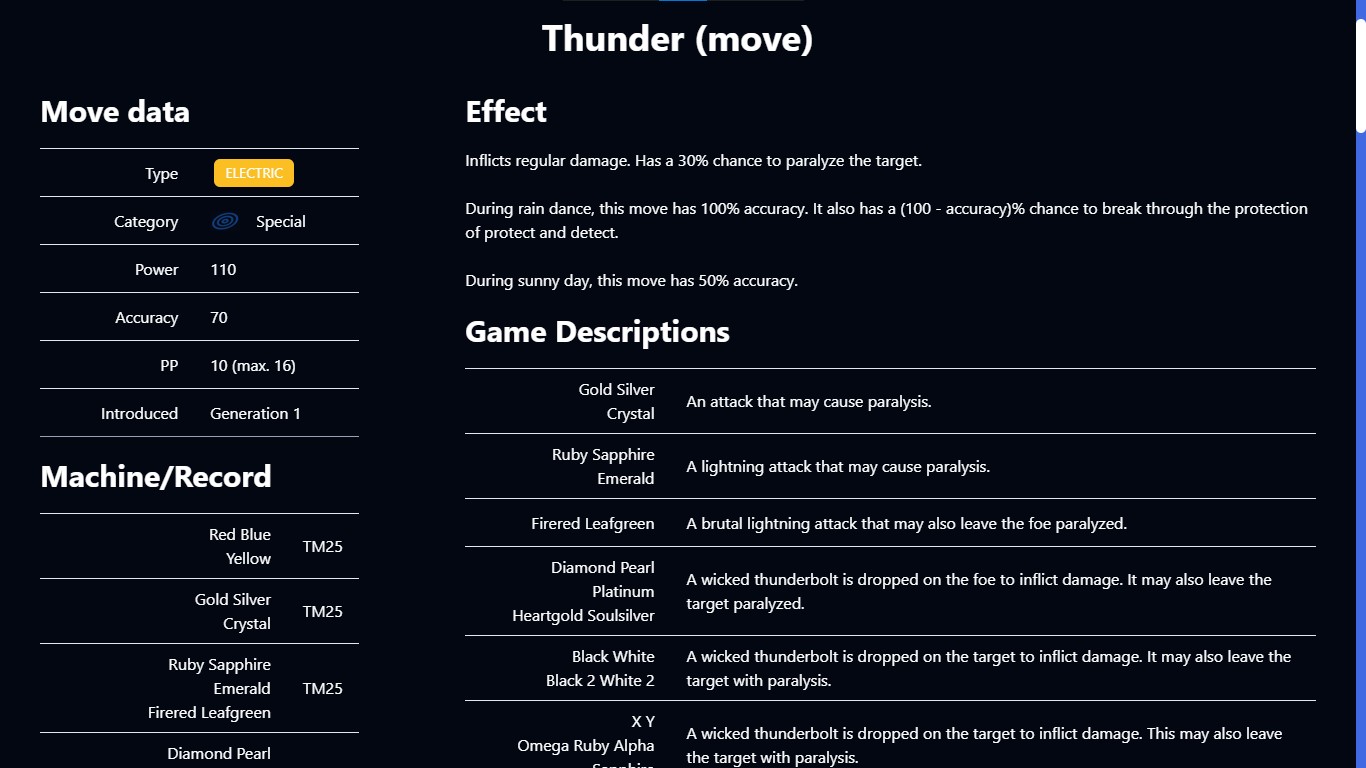 Thunder (move)
Move data
Type ELECTRIC
Category Special
Power 110
Accuracy 70
PP 10 (max. 16)
Introduced Generation 1
Machine/Record
Red Blue
Yellow
TM25
Gold Silver
Crystal
TM25
Ruby Sapphire
Emerald
Firered Leafgreen
TM25
Diamond Pearl
Effect
Inflicts regular damage. Has a 30% chance to paralyze the target.
During rain dance, this move has 100% accuracy. It also has a (100 - accuracy)% chance to break through the protection
of protect and detect.
During sunny day, this move has 50% accuracy.
Game Descriptions
Gold Silver
Crystal
An attack that may cause paralysis.
Ruby Sapphire
Emerald
A lightning attack that may cause paralysis.
Firered Leafgreen
A brutal lightning attack that may also leave the foe paralyzed.
Diamond Pearl
Platinum
Heartgold Soulsilver
A wicked thunderbolt is dropped on the foe to inflict damage. It may also leave the
target paralyzed.
Black White
Black 2 White 2
A wicked thunderbolt is dropped on the target to inflict damage. It may also leave the
target with paralysis.
X Y
Omega Ruby Alpha
Sapphire
A wicked thunderbolt is dropped on the target to inflict damage. This may also leave
the target with paralysis.